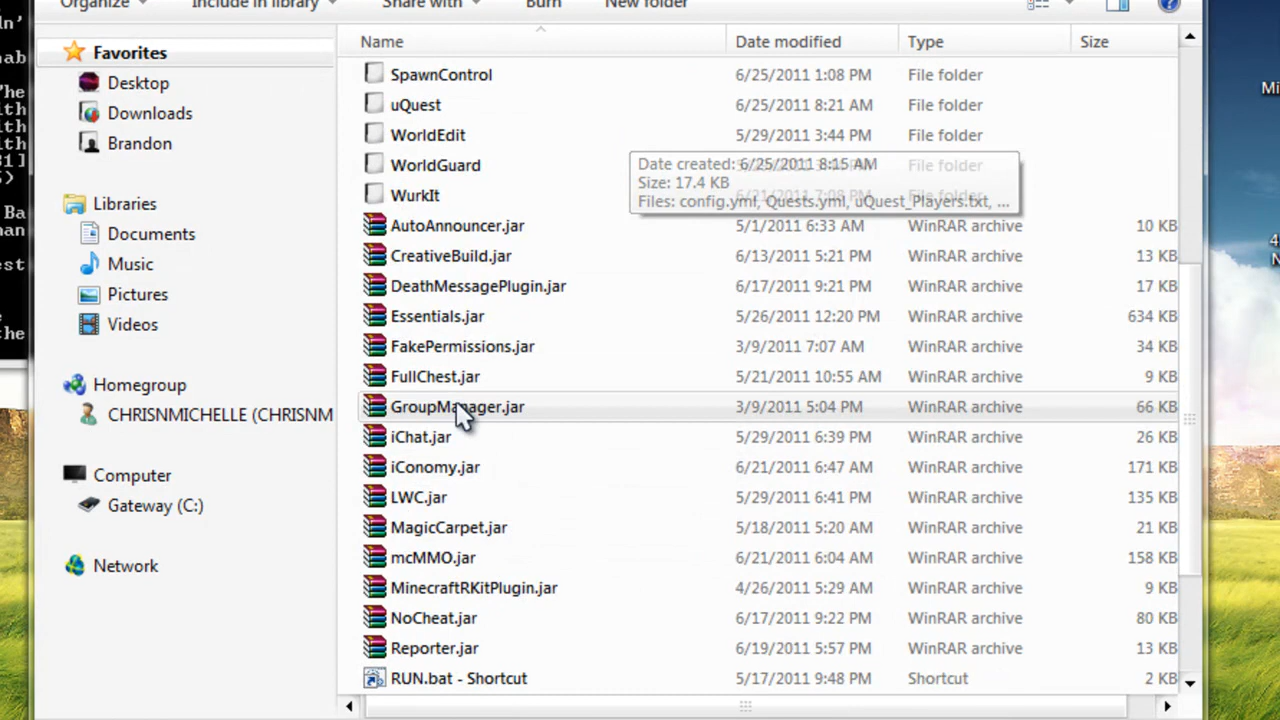 Organize Include in library Share with Burn New folder
Name Date modified Type Size
Favorites
Desktop
Downloads
Brandon
Libraries
Documents
Music
Pictures
Videos
Homegroup
CHRISNMICHELLE (CHRISNM
Computer
Gateway (C:)
Network
SpawnControl 6/25/2011 1:08 PM File folder
uQuest 6/25/2011 8:21 AM File folder
WorldEdit 5/29/2011 3:44 PM File folder
WorldGuard File folder
WurkIt 6/21/2011 7:08 PM File folder
Date created: 6/25/2011 8:15 AM
Size: 17.4 KB
Files: config.yml, Quests.yml, uQuest_Players.txt, ...
AutoAnnouncer.jar 5/1/2011 6:33 AM WinRAR archive 10 KB
CreativeBuild.jar 6/13/2011 5:21 PM WinRAR archive 13 KB
DeathMessagePlugin.jar 6/17/2011 9:21 PM WinRAR archive 17 KB
Essentials.jar 5/26/2011 12:20 PM WinRAR archive 634 KB
FakePermissions.jar 3/9/2011 7:07 AM WinRAR archive 34 KB
FullChest.jar 5/21/2011 10:55 AM WinRAR archive 9 KB
GroupManager.jar 3/9/2011 5:04 PM WinRAR archive 66 KB
iChat.jar 5/29/2011 6:39 PM WinRAR archive 26 KB
iConomy.jar 6/21/2011 6:47 AM WinRAR archive 171 KB
LWC.jar 5/29/2011 6:41 PM WinRAR archive 135 KB
MagicCarpet.jar 5/18/2011 5:20 AM WinRAR archive 21 KB
mcMMO.jar 6/21/2011 6:04 AM WinRAR archive 158 KB
MinecraftRKitPlugin.jar 4/26/2011 5:29 AM WinRAR archive 9 KB
NoCheat.jar 6/17/2011 9:22 PM WinRAR archive 80 KB
Reporter.jar 6/19/2011 5:57 PM WinRAR archive 13 KB
RUN.bat - Shortcut 5/17/2011 9:48 PM Shortcut 2 KB